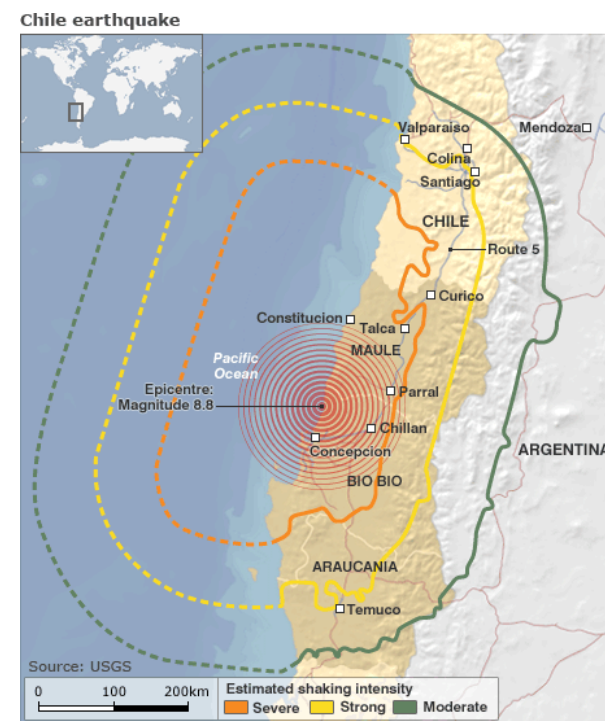 Chile earthquake
Valparaiso
Mendoza
Colina
Santiago
CHILE
Route 5
Curico
Constitucion
Talca
MAULE
Pacific
Ocean
Epicentre:
Magnitude 8.8
Parral
Chillan
Concepcion
ARGENTINA
BIO BIO
ARAUCANIA
Temuco
Source: USGS
0 100 200km
Estimated shaking intensity
Severe Strong Moderate